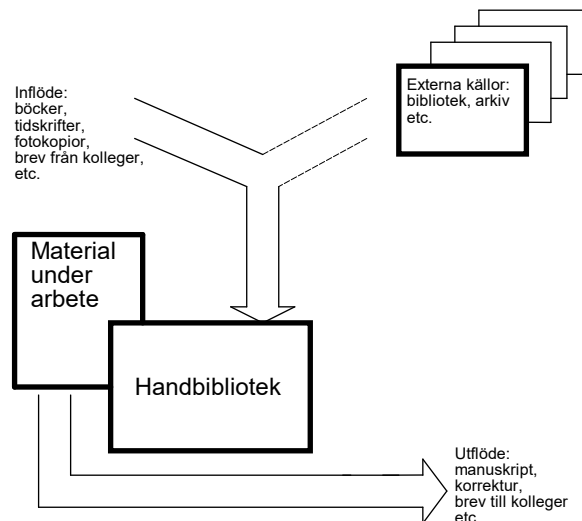 Inflöde:
böcker,
tidskrifter,
fotokopior,
brev från kolleger,
etc.
Externa källor:
bibliotek, arkiv
etc.
Material
under
arbete
Handbibliotek
Utflöde:
manuskript,
korrektur,
brev till kolleger
etc